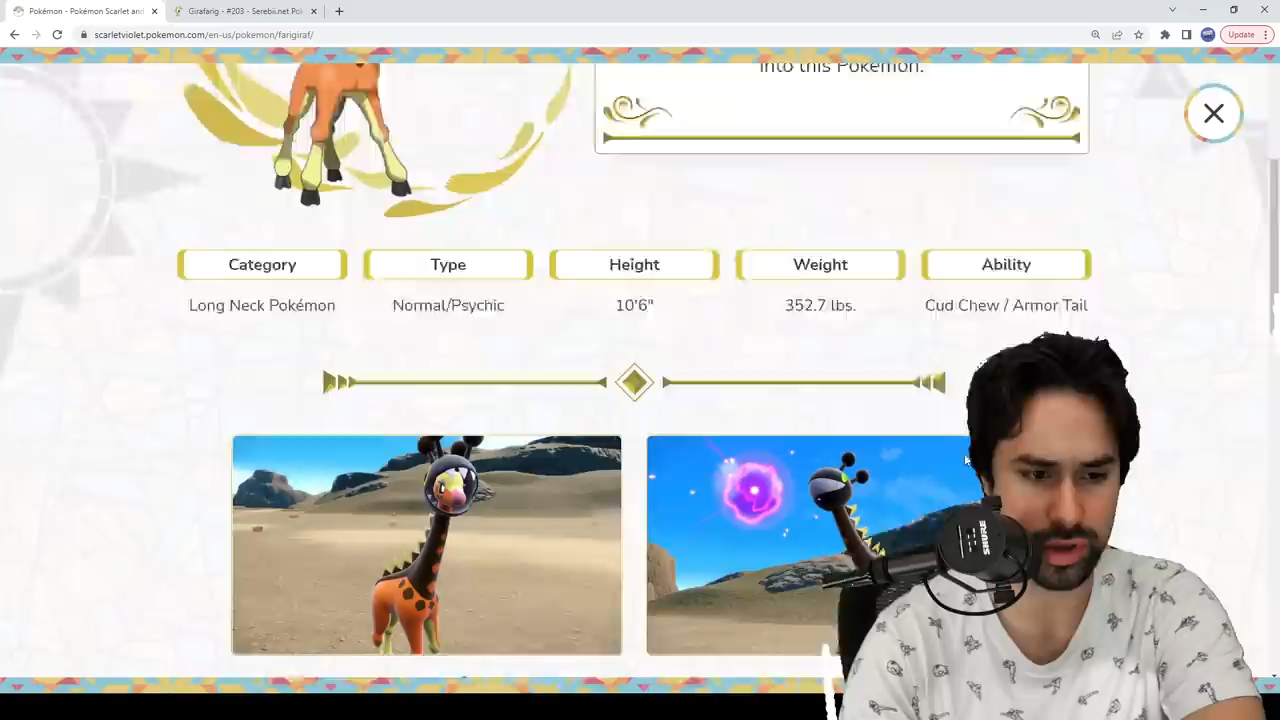 Pokémon - Pokémon Scarlet and
Girafarig - #203 - Serebii.net Po
scarletviolet.pokemon.com/en-us/pokemon/farigiraf/
Update
into this Pokémon.
Category
Type
Height
Weight
Ability
Long Neck Pokémon
Normal/Psychic
10'6"
352.7 lbs.
Cud Chew / Armor Tail
SHURE